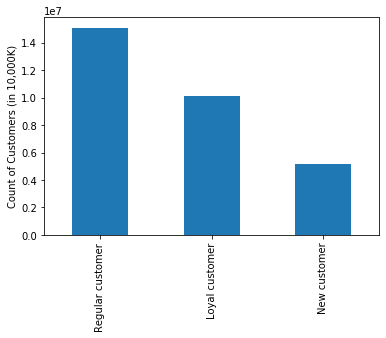 1e7
1.4
1.2
1.0
0.8
0.6
0.4
0.2
0.0
Count of Customers (in 10,000K)
Regular customer
Loyal customer
New customer